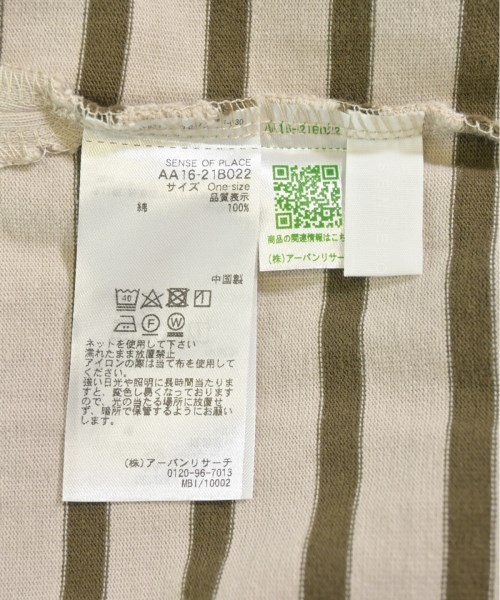 SENSE OF PLACE
AA16-21B022
サイズ One-size
品質表示
綿 100%
中国製
40
F W
ネットを使用して下さい
濡れたまま放置禁止
アイロンの際は当て布を使用して
ください。
強い日光や照明に長時間当たりま
すと、変色し易くなっております
ので、光の当たる場所に放置せ
ず、暗所で保管するようにお願い
します。
(株)アーバンリサーチ
0120-96-7013
MB1/10002
AA16-21B022
商品の関連情報はこち
(株)アーバンリサーチ